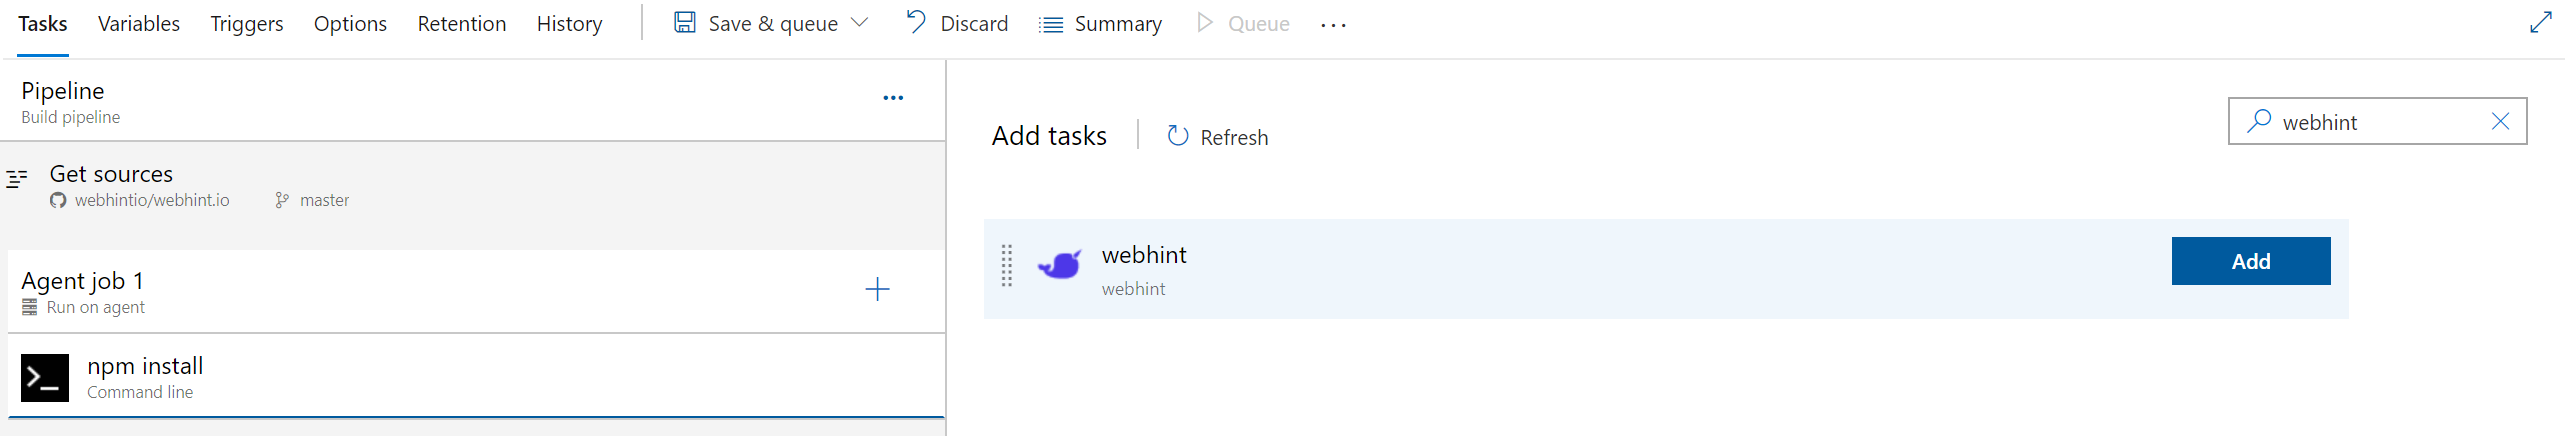 Tasks Variables Triggers Options Retention History Save & queue Discard Summary Queue ...
Pipeline
Build pipeline
Get sources
webhintio/webhint.io master
Agent job 1
Run on agent
npm install
Command line
Add tasks Refresh webhint
webhint
webhint
Add